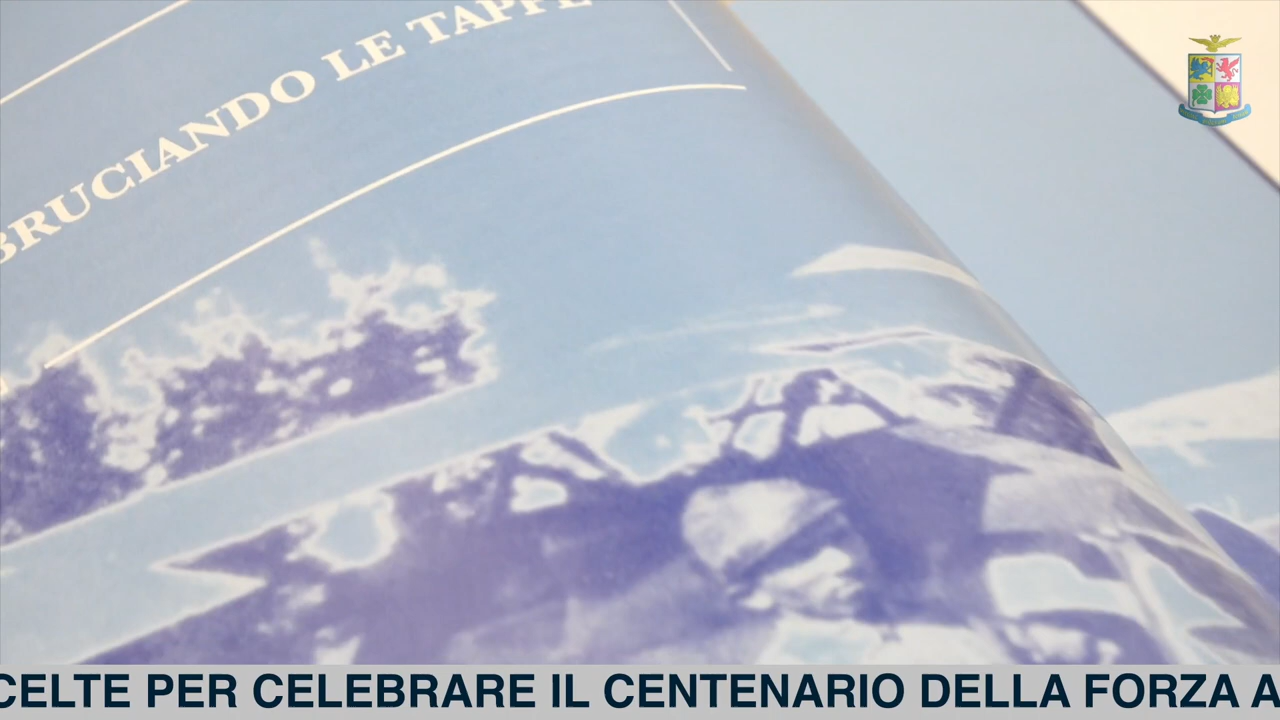 BRUCIANDO LE TAPPE
CELTE PER CELEBRARE IL CENTENARIO DELLA FORZA A